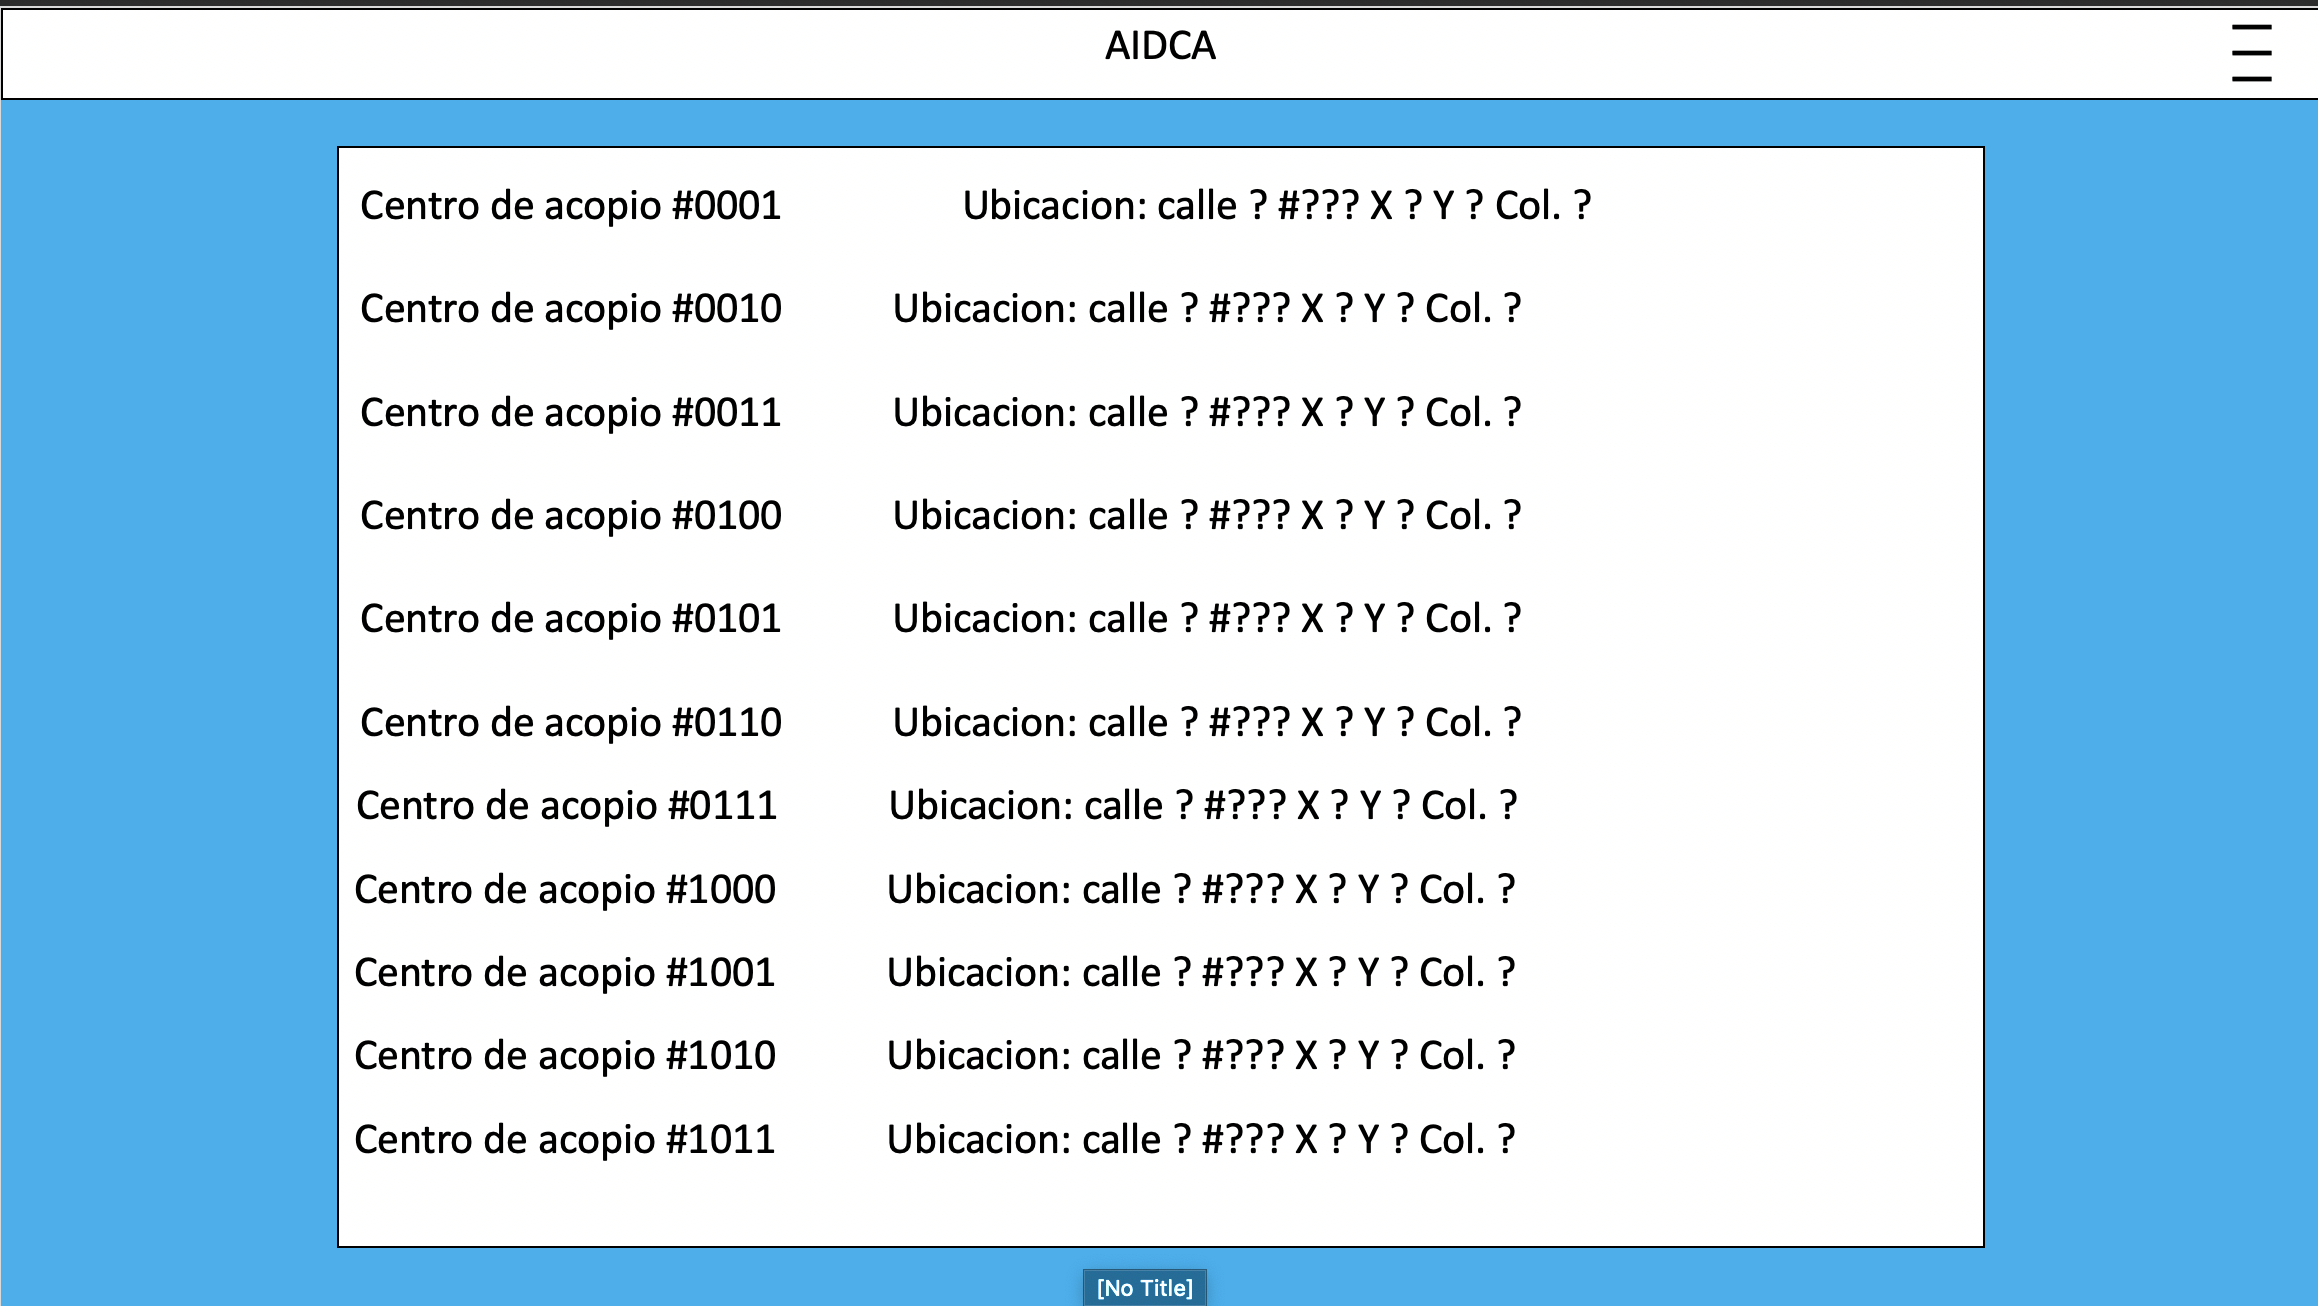 AIDCA
Centro de acopio #0001 Ubicacion: calle ? #??? X ? Y ? Col. ?
Centro de acopio #0010 Ubicacion: calle ? #??? X ? Y ? Col. ?
Centro de acopio #0011 Ubicacion: calle ? #??? X ? Y ? Col. ?
Centro de acopio #0100 Ubicacion: calle ? #??? X ? Y ? Col. ?
Centro de acopio #0101 Ubicacion: calle ? #??? X ? Y ? Col. ?
Centro de acopio #0110 Ubicacion: calle ? #??? X ? Y ? Col. ?
Centro de acopio #0111 Ubicacion: calle ? #??? X ? Y ? Col. ?
Centro de acopio #1000 Ubicacion: calle ? #??? X ? Y ? Col. ?
Centro de acopio #1001 Ubicacion: calle ? #??? X ? Y ? Col. ?
Centro de acopio #1010 Ubicacion: calle ? #??? X ? Y ? Col. ?
Centro de acopio #1011 Ubicacion: calle ? #??? X ? Y ? Col. ?
[No Title]